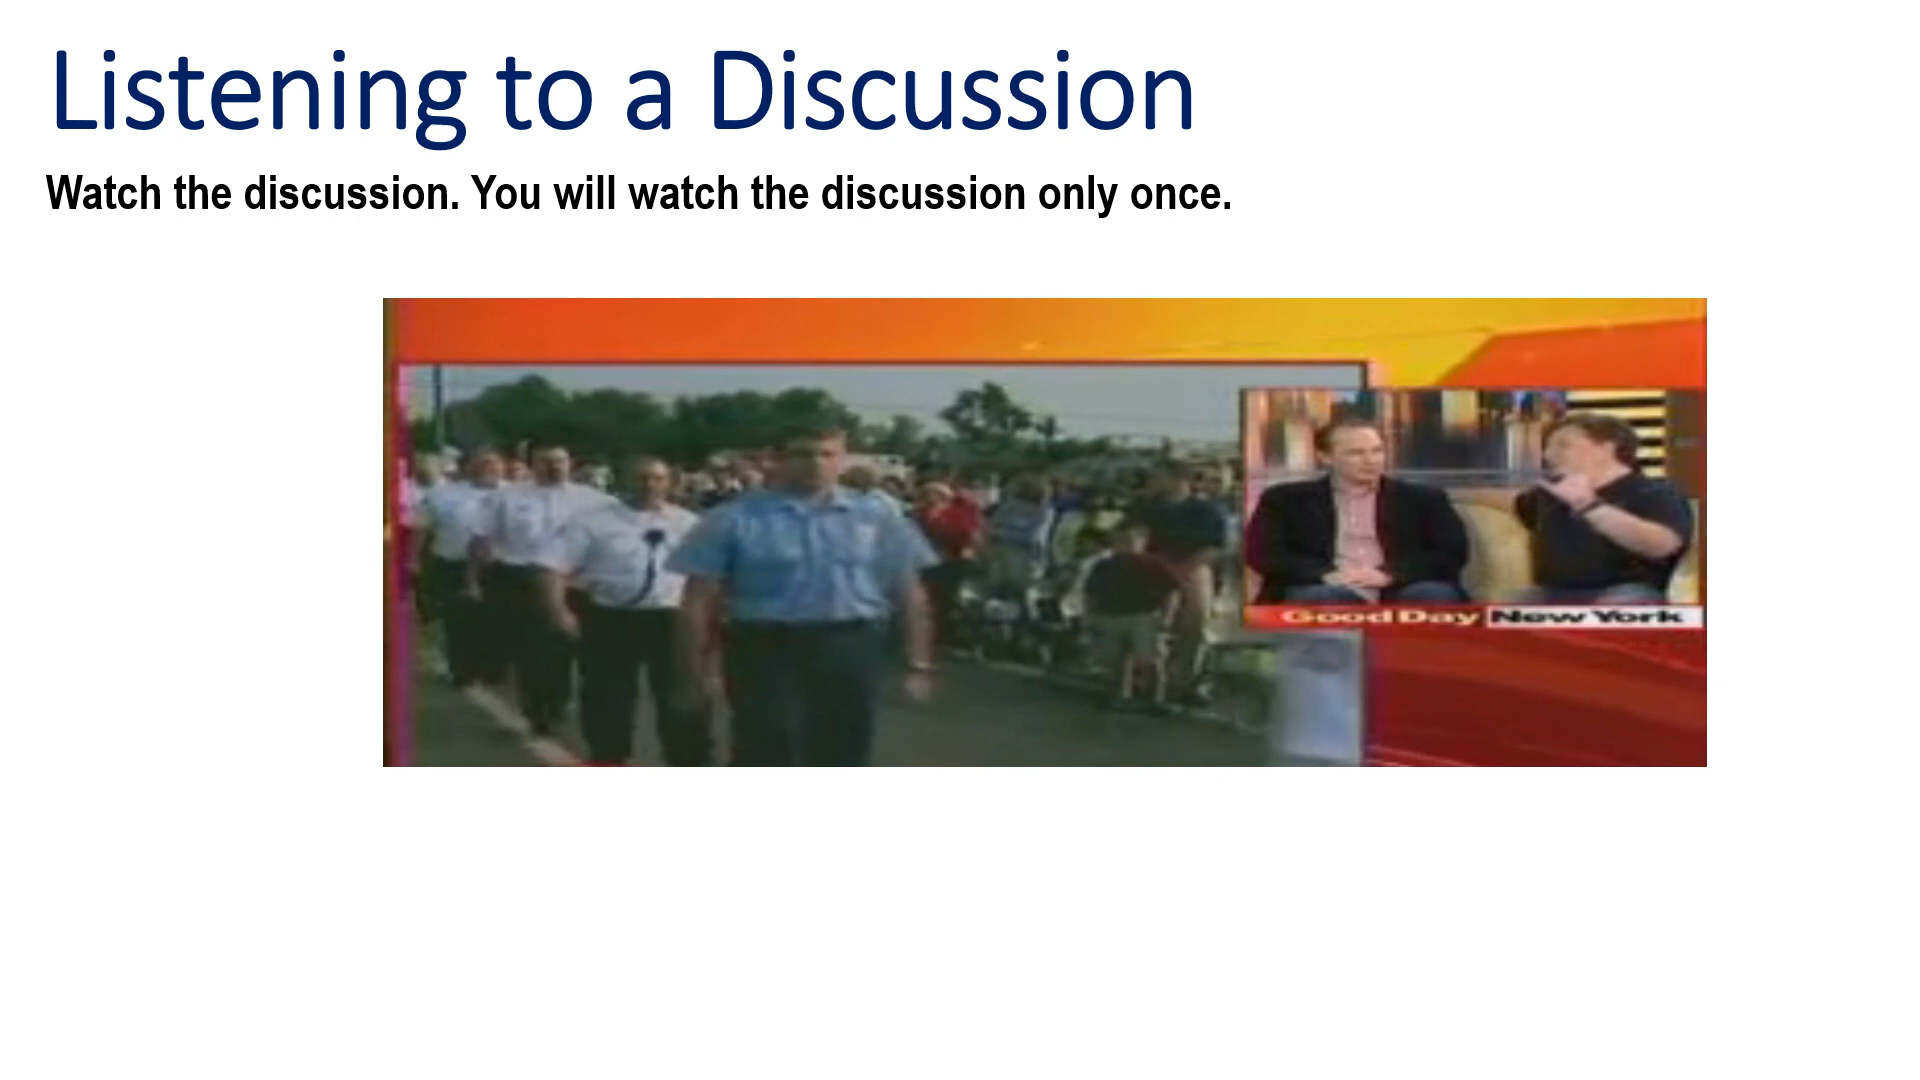 Listening to a Discussion
Watch the discussion. You will watch the discussion only once.
Good Day New York